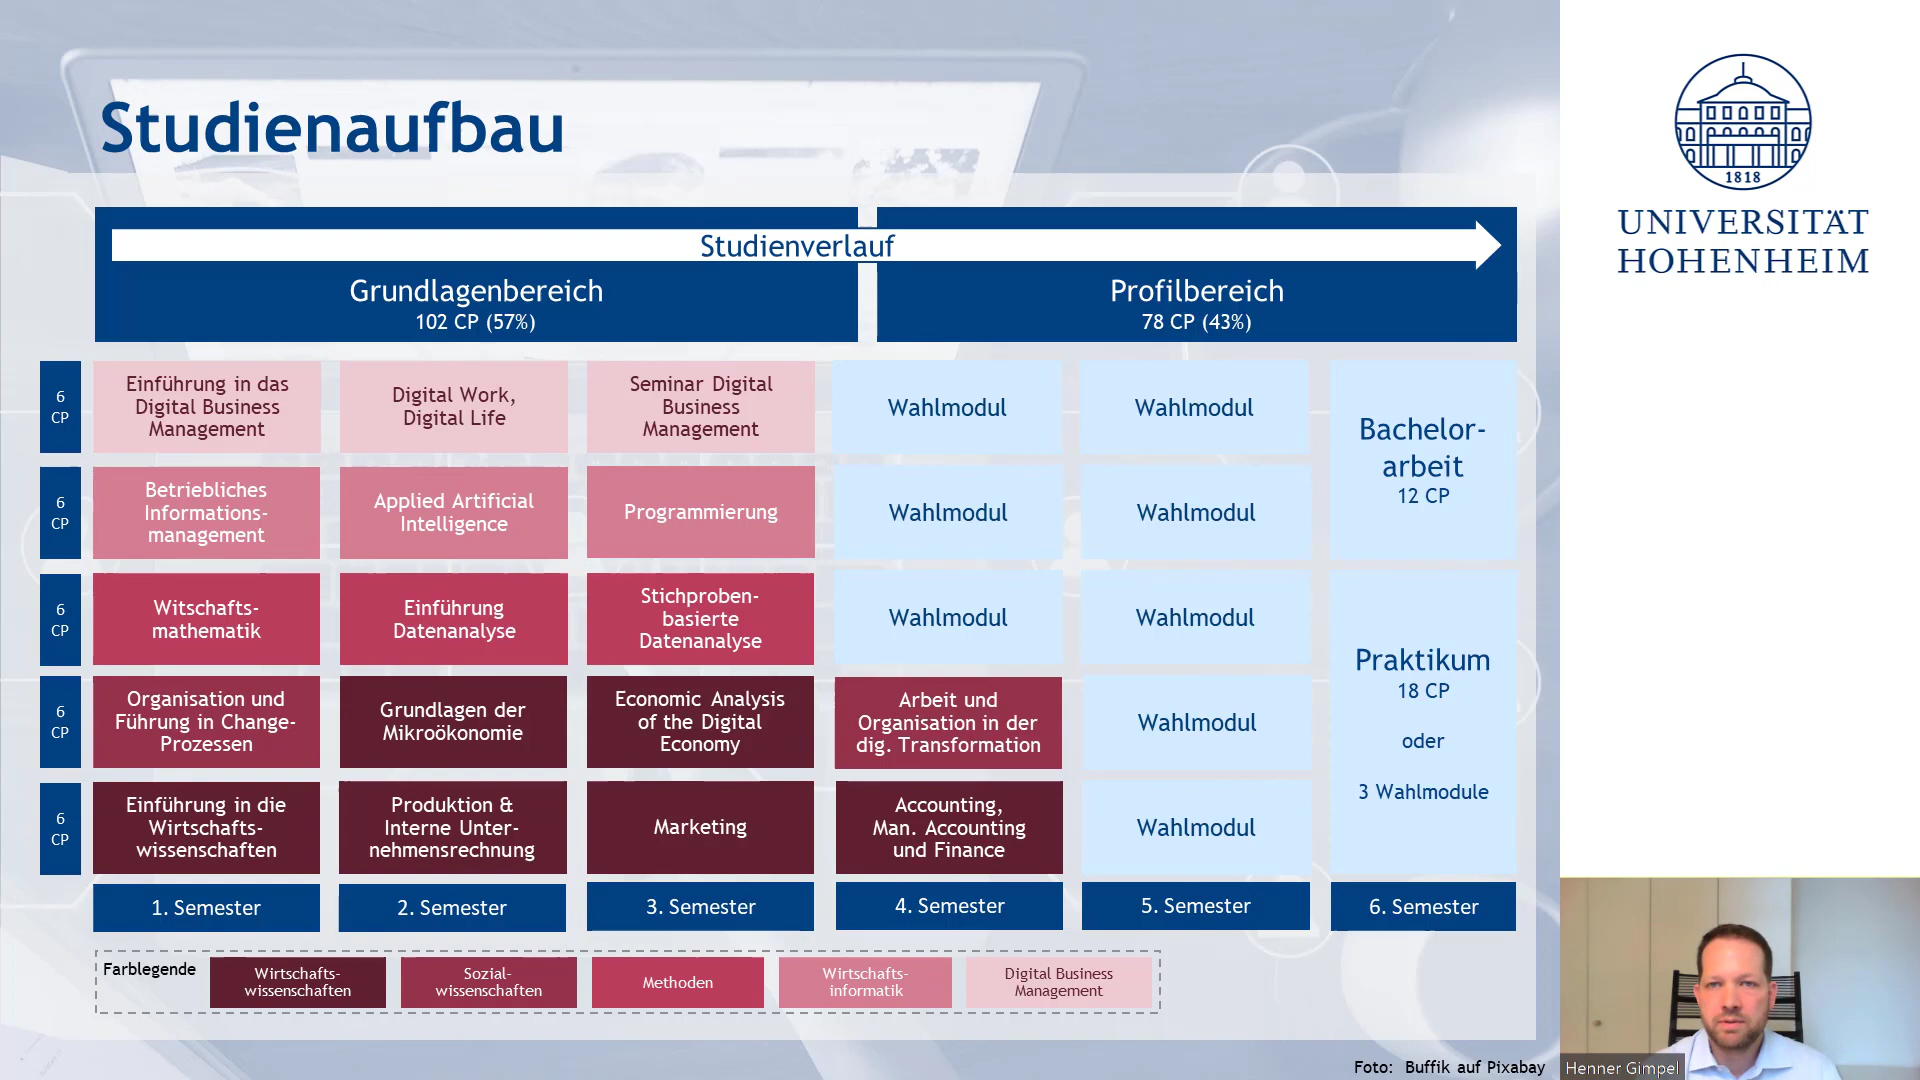 Studienaufbau
Studienverlauf
Grundlagenbereich
102 CP (57%)
Profilbereich
78 CP (43%)
6
CP
Einführung in das
Digital Business
Management
Digital Work,
Digital Life
Seminar Digital
Business
Management
Wahlmodul
Wahlmodul
Bachelor-
arbeit
12 CP
6
CP
Betriebliches
Informations-
management
Applied Artificial
Intelligence
Programmierung
Wahlmodul
Wahlmodul
6
CP
Witschafts-
mathematik
Einführung
Datenanalyse
Stichproben-
basierte
Datenanalyse
Wahlmodul
Wahlmodul
Praktikum
18 CP
oder
3 Wahlmodule
6
CP
Organisation und
Führung in Change-
Prozessen
Grundlagen der
Mikroökonomie
Economic Analysis
of the Digital
Economy
Arbeit und
Organisation in der
dig. Transformation
Wahlmodul
6
CP
Einführung in die
Wirtschafts-
wissenschaften
Produktion &
Interne Unter-
nehmensrechnung
Marketing
Accounting,
Man. Accounting
und Finance
Wahlmodul
1. Semester
2. Semester
3. Semester
4. Semester
5. Semester
6. Semester
Farblegende
Wirtschafts-
wissenschaften
Sozial-
wissenschaften
Methoden
Wirtschafts-
informatik
Digital Business
Management
Foto: Buffik auf Pixabay
1818
UNIVERSITÄT
HOHENHEIM
Henner Gimpel